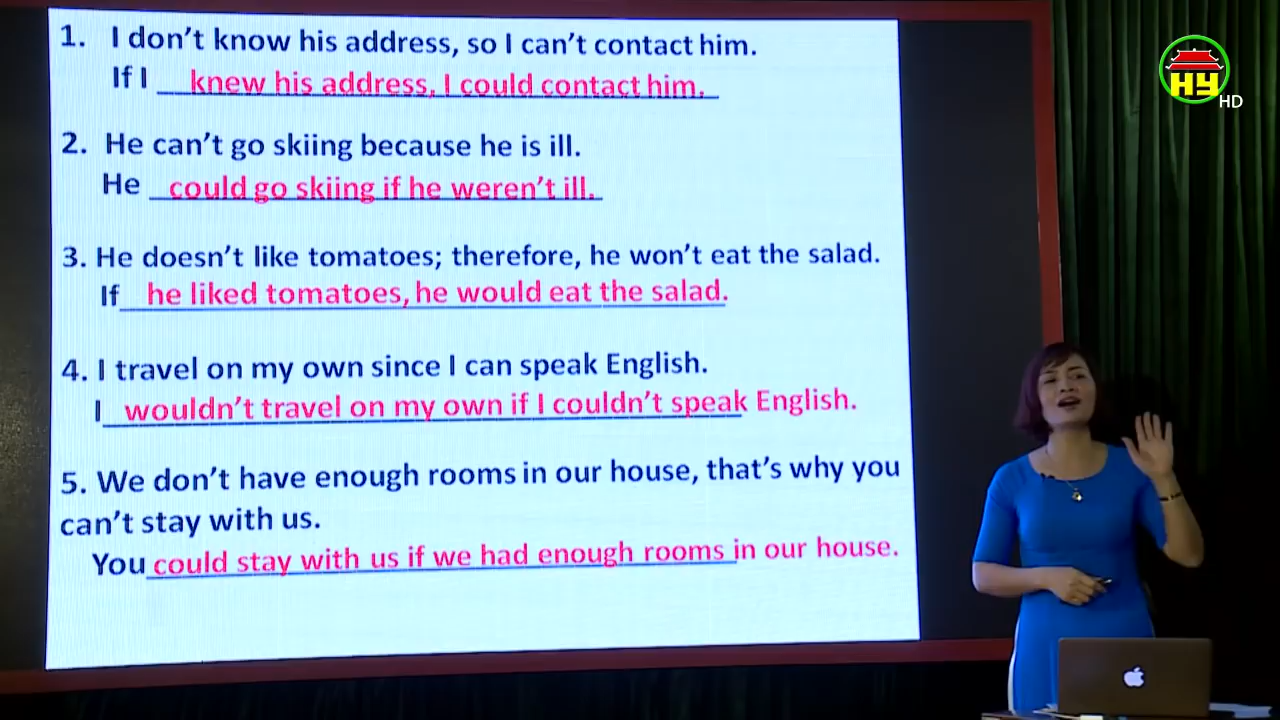 1. I don't know his address, so I can't contact him.
If I knew his address, I could contact him.
2. He can't go skiing because he is ill.
He could go skiing if he weren't ill.
3. He doesn't like tomatoes; therefore, he won't eat the salad.
If he liked tomatoes, he would eat the salad.
4. I travel on my own since I can speak English.
I wouldn't travel on my own if I couldn't speak English.
5. We don't have enough rooms in our house, that's why you
can't stay with us.
You could stay with us if we had enough rooms in our house.
HY
HD